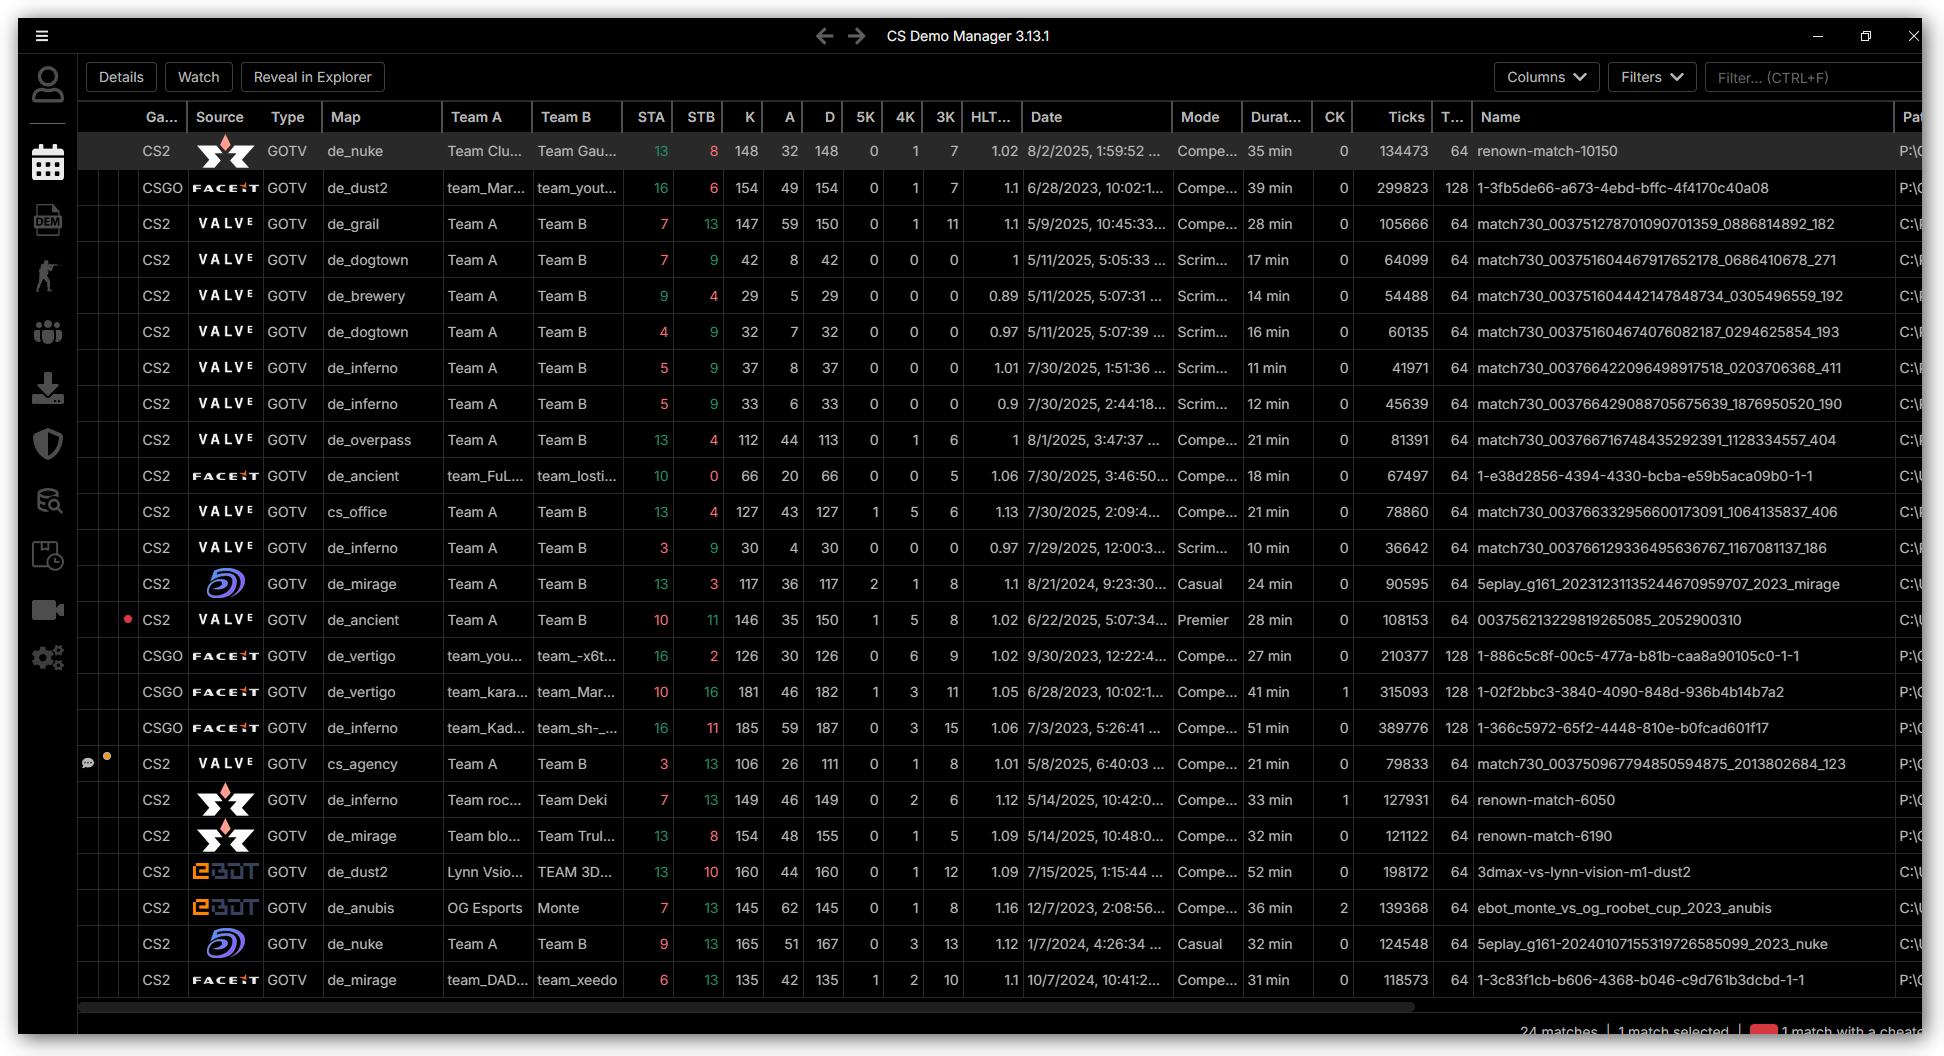 CS Demo Manager 3.13.1
Details Watch Reveal in Explorer Columns Filters Filter... (CTRL+F)
Ga... Source Type Map Team A Team B STA STB K A D 5K 4K 3K HLT... Date Mode Durat... CK Ticks T... Name Pat
CS2 GOTV de_nuke Team Clu... Team Gau... 13 8 148 32 148 0 1 7 1.02 8/2/2025, 1:59:52 ... Compe... 35 min 0 134473 64 renown-match-10150 P:\C
CSGO FACEIT GOTV de_dust2 team_Mar... team_yout... 16 6 154 49 154 0 1 7 1.1 6/28/2023, 10:02:1... Compe... 39 min 0 299823 128 1-3fb5de66-a673-4ebd-bffc-4f4170c40a08 P:\C
CS2 VALVE GOTV de_grail Team A Team B 7 13 147 59 150 0 1 11 1.1 5/9/2025, 10:45:33... Compe... 28 min 0 105666 64 match730_003751278701090701359_0886814892_182 C:\P
CS2 VALVE GOTV de_dogtown Team A Team B 7 9 42 8 42 0 0 0 1 5/11/2025, 5:05:33 ... Scrim... 17 min 0 64099 64 match730_003751604467917652178_0686410678_271 C:\P
CS2 VALVE GOTV de_brewery Team A Team B 9 4 29 5 29 0 0 0 0.89 5/11/2025, 5:07:31 ... Scrim... 14 min 0 54488 64 match730_003751604442147848734_0305496559_192 C:\P
CS2 VALVE GOTV de_dogtown Team A Team B 4 9 32 7 32 0 0 0 0.97 5/11/2025, 5:07:39 ... Scrim... 16 min 0 60135 64 match730_003751604674076082187_0294625854_193 C:\P
CS2 VALVE GOTV de_inferno Team A Team B 5 9 37 8 37 0 0 0 1.01 7/30/2025, 1:51:36 ... Scrim... 11 min 0 41971 64 match730_003766422096498917518_0203706368_411 C:\P
CS2 VALVE GOTV de_inferno Team A Team B 5 9 33 6 33 0 0 0 0.9 7/30/2025, 2:44:18... Scrim... 12 min 0 45639 64 match730_003766429088705675639_1876950520_190 C:\P
CS2 VALVE GOTV de_overpass Team A Team B 13 4 112 44 113 0 1 6 1 8/1/2025, 3:47:37 ... Compe... 21 min 0 81391 64 match730_003766716748435292391_1128334557_404 C:\P
CS2 FACEIT GOTV de_ancient team_FuL... team_losti... 10 0 66 20 66 0 0 5 1.06 7/30/2025, 3:46:50... Compe... 18 min 0 67497 64 1-e38d2856-4394-4330-bcba-e59b5aca09b0-1-1 C:\U
CS2 VALVE GOTV cs_office Team A Team B 13 4 127 43 127 1 5 6 1.13 7/30/2025, 2:09:4... Compe... 21 min 0 78860 64 match730_003766332956600173091_1064135837_406 C:\P
CS2 VALVE GOTV de_inferno Team A Team B 3 9 30 4 30 0 0 0 0.97 7/29/2025, 12:00:3... Scrim... 10 min 0 36642 64 match730_003766129336495636767_1167081137_186 C:\P
CS2 GOTV de_mirage Team A Team B 13 3 117 36 117 2 1 8 1.1 8/21/2024, 9:23:30... Casual 24 min 0 90595 64 5eplay_g161_20231231135244670959707_2023_mirage C:\U
CS2 VALVE GOTV de_ancient Team A Team B 10 11 146 35 150 1 5 8 1.02 6/22/2025, 5:07:34... Premier 28 min 0 108153 64 003756213229819265085_2052900310 C:\U
CSGO FACEIT GOTV de_vertigo team_you... team_-x6t... 16 2 126 30 126 0 6 9 1.02 9/30/2023, 12:22:4... Compe... 27 min 0 210377 128 1-886c5c8f-00c5-477a-b81b-caa8a90105c0-1-1 P:\C
CSGO FACEIT GOTV de_vertigo team_kara... team_Mar... 10 16 181 46 182 1 3 11 1.05 6/28/2023, 10:02:1... Compe... 41 min 1 315093 128 1-02f2bbc3-3840-4090-848d-936b4b14b7a2 P:\C
CSGO FACEIT GOTV de_inferno team_Kad... team_sh-_... 16 11 185 59 187 0 3 15 1.06 7/3/2023, 5:26:41 ... Compe... 51 min 0 389776 128 1-366c5972-65f2-4448-810e-b0fcad601f17 P:\C
CS2 VALVE GOTV cs_agency Team A Team B 3 13 106 26 111 0 1 8 1.01 5/8/2025, 6:40:03 ... Compe... 21 min 0 79833 64 match730_003750967794850594875_2013802684_123 C:\P
CS2 GOTV de_inferno Team roc... Team Deki 7 13 149 46 149 0 2 6 1.12 5/14/2025, 10:42:0... Compe... 33 min 1 127931 64 renown-match-6050 P:\C
CS2 GOTV de_mirage Team blo... Team Trul... 13 8 154 48 155 0 1 5 1.09 5/14/2025, 10:48:0... Compe... 32 min 0 121122 64 renown-match-6190 P:\C
CS2 eBOT GOTV de_dust2 Lynn Vsio... TEAM 3D... 13 10 160 44 160 0 1 12 1.09 7/15/2025, 1:15:44 ... Compe... 52 min 0 198172 64 3dmax-vs-lynn-vision-m1-dust2 C:\U
CS2 eBOT GOTV de_anubis OG Esports Monte 7 13 145 62 145 0 1 8 1.16 12/7/2023, 2:08:56... Compe... 36 min 2 139368 64 ebot_monte_vs_og_roobet_cup_2023_anubis C:\U
CS2 GOTV de_nuke Team A Team B 9 13 165 51 167 0 3 13 1.12 1/7/2024, 4:26:34 ... Casual 32 min 0 124548 64 5eplay_g161-20240107155319726585099_2023_nuke C:\U
CS2 FACEIT GOTV de_mirage team_DAD... team_xeedo 6 13 135 42 135 1 2 10 1.1 10/7/2024, 10:41:2... Compe... 31 min 0 118573 64 1-3c83f1cb-b606-4368-b046-c9d761b3dcbd-1-1 P:\C
DEM
24 matches | 1 match selected | 1 match with a cheate